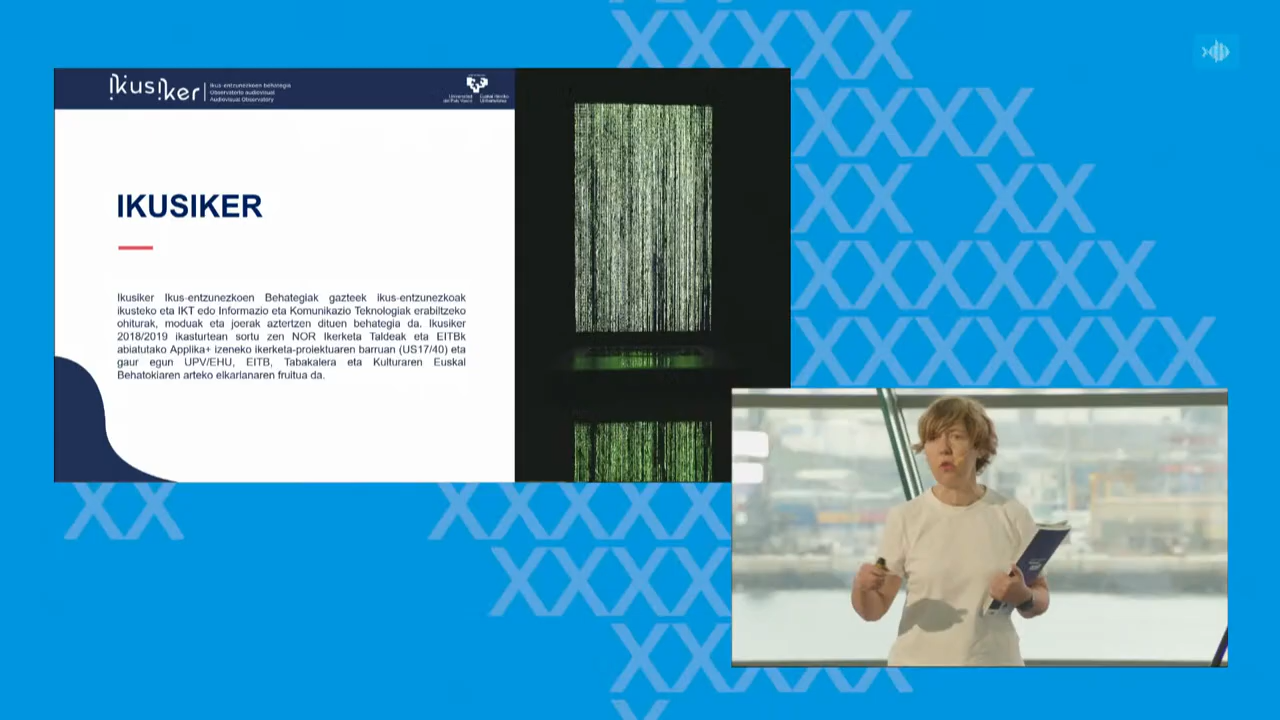 Ikusiker
Ikus-entzunezkoen behategia
Observatorio audiovisual
Audiovisual Observatory
Universidad
del País Vasco
Euskal Herriko
Unibertsitatea
IKUSIKER
Ikusiker Ikus-entzunezkoen Behategiak gazteek ikus-entzunezkoak
ikusteko eta IKT edo Informazio eta Komunikazio Teknologiak erabiltzeko
ohiturak, moduak eta joerak aztertzen dituen behategia da. Ikusiker
2018/2019 ikasturtean sortu zen NOR Ikerketa Taldeak eta EITBk
abiatutako Applika+ izeneko ikerketa-proiektuaren barruan (US17/40) eta
gaur egun UPV/EHU, EITB, Tabakalera eta Kulturaren Euskal
Behatokiaren arteko elkarlanaren fruitua da.